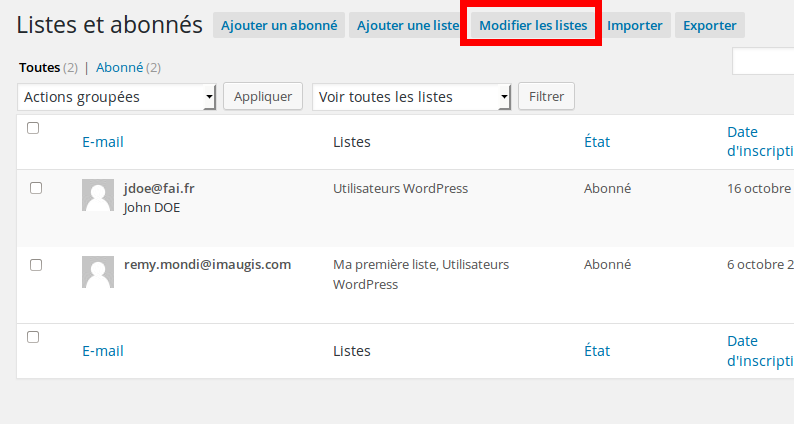 Listes et abonnés Ajouter un abonné Ajouter une liste Modifier les listes Importer Exporter
Toutes (2) | Abonné (2)
Actions groupées Appliquer Voir toutes les listes Filtrer
E-mail Listes État Date
d'inscripti
jdoe@fai.fr Utilisateurs WordPress Abonné 16 octobre
John DOE
remy.mondi@imaugis.com Ma première liste, Utilisateurs Abonné 6 octobre 2
WordPress
E-mail Listes État Date
d'inscripti